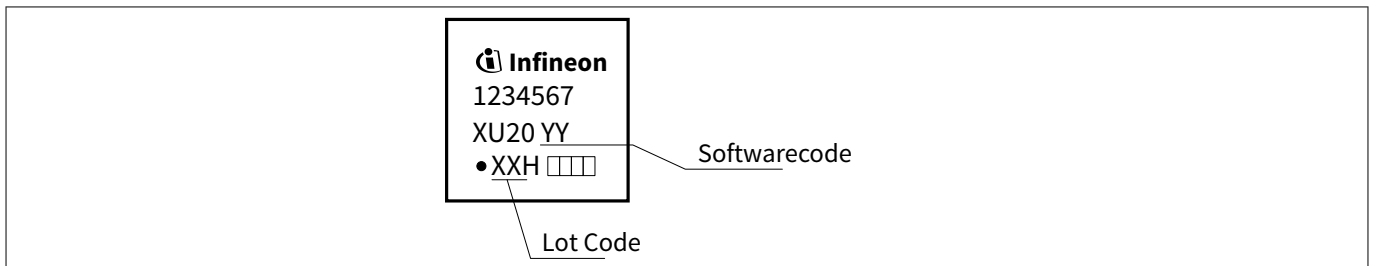 Infineon
1234567
XU20 YY
Softwarecode
•XXH
Lot Code